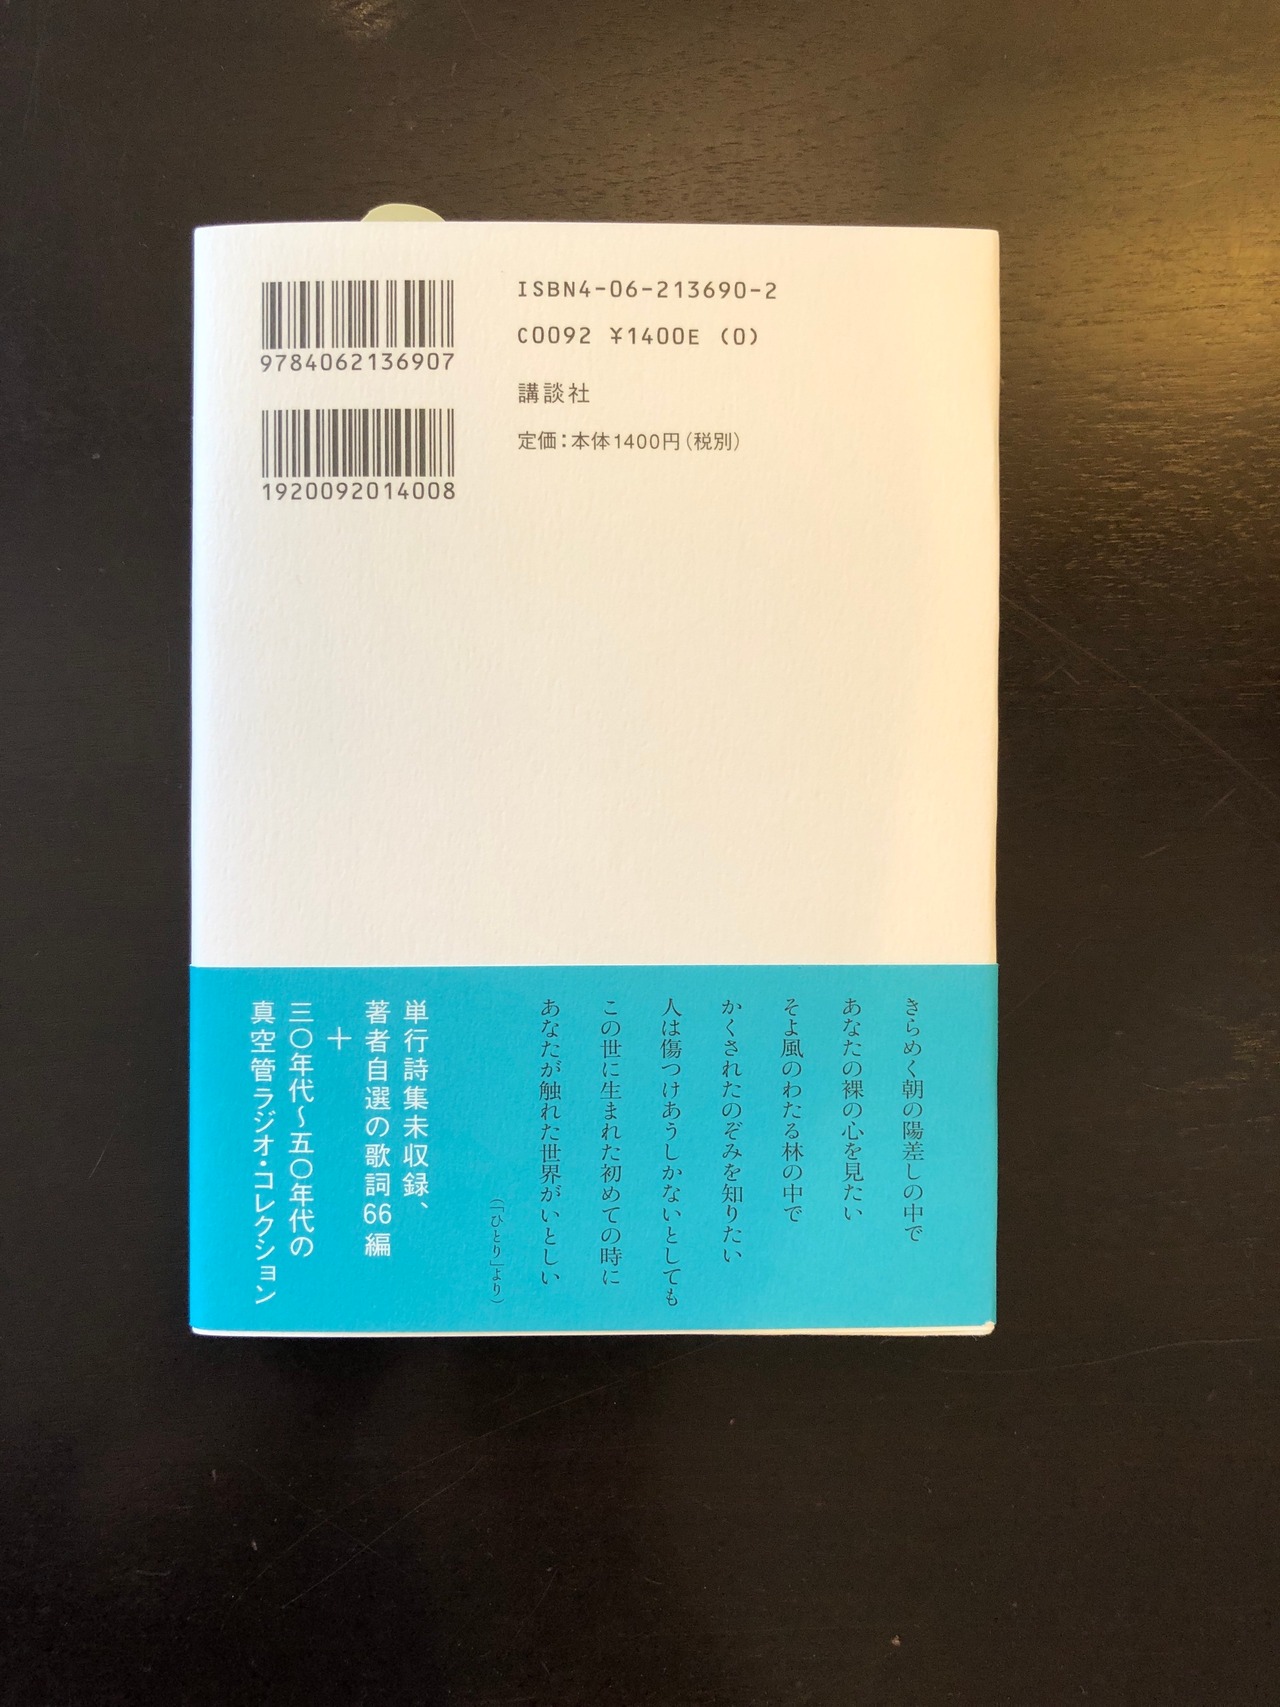 9784062136907
1920092014008
ISBN4-06-213690-2
C0092 ¥1400E (0)
講談社
定価：本体1400円（税別）
きらめく朝の陽差しの中で
あなたの裸の心を見たい
そよ風のわたる林の中で
かくされたのぞみを知りたい
人は傷つけあうしかないとしても
この世に生まれた初めての時に
あなたが触れた世界がいとしい
（「ひとり」より）
単行詩集未収録、
著者自選の歌詞66編
＋
三〇年代〜五〇年代の
真空管ラジオ・コレクション